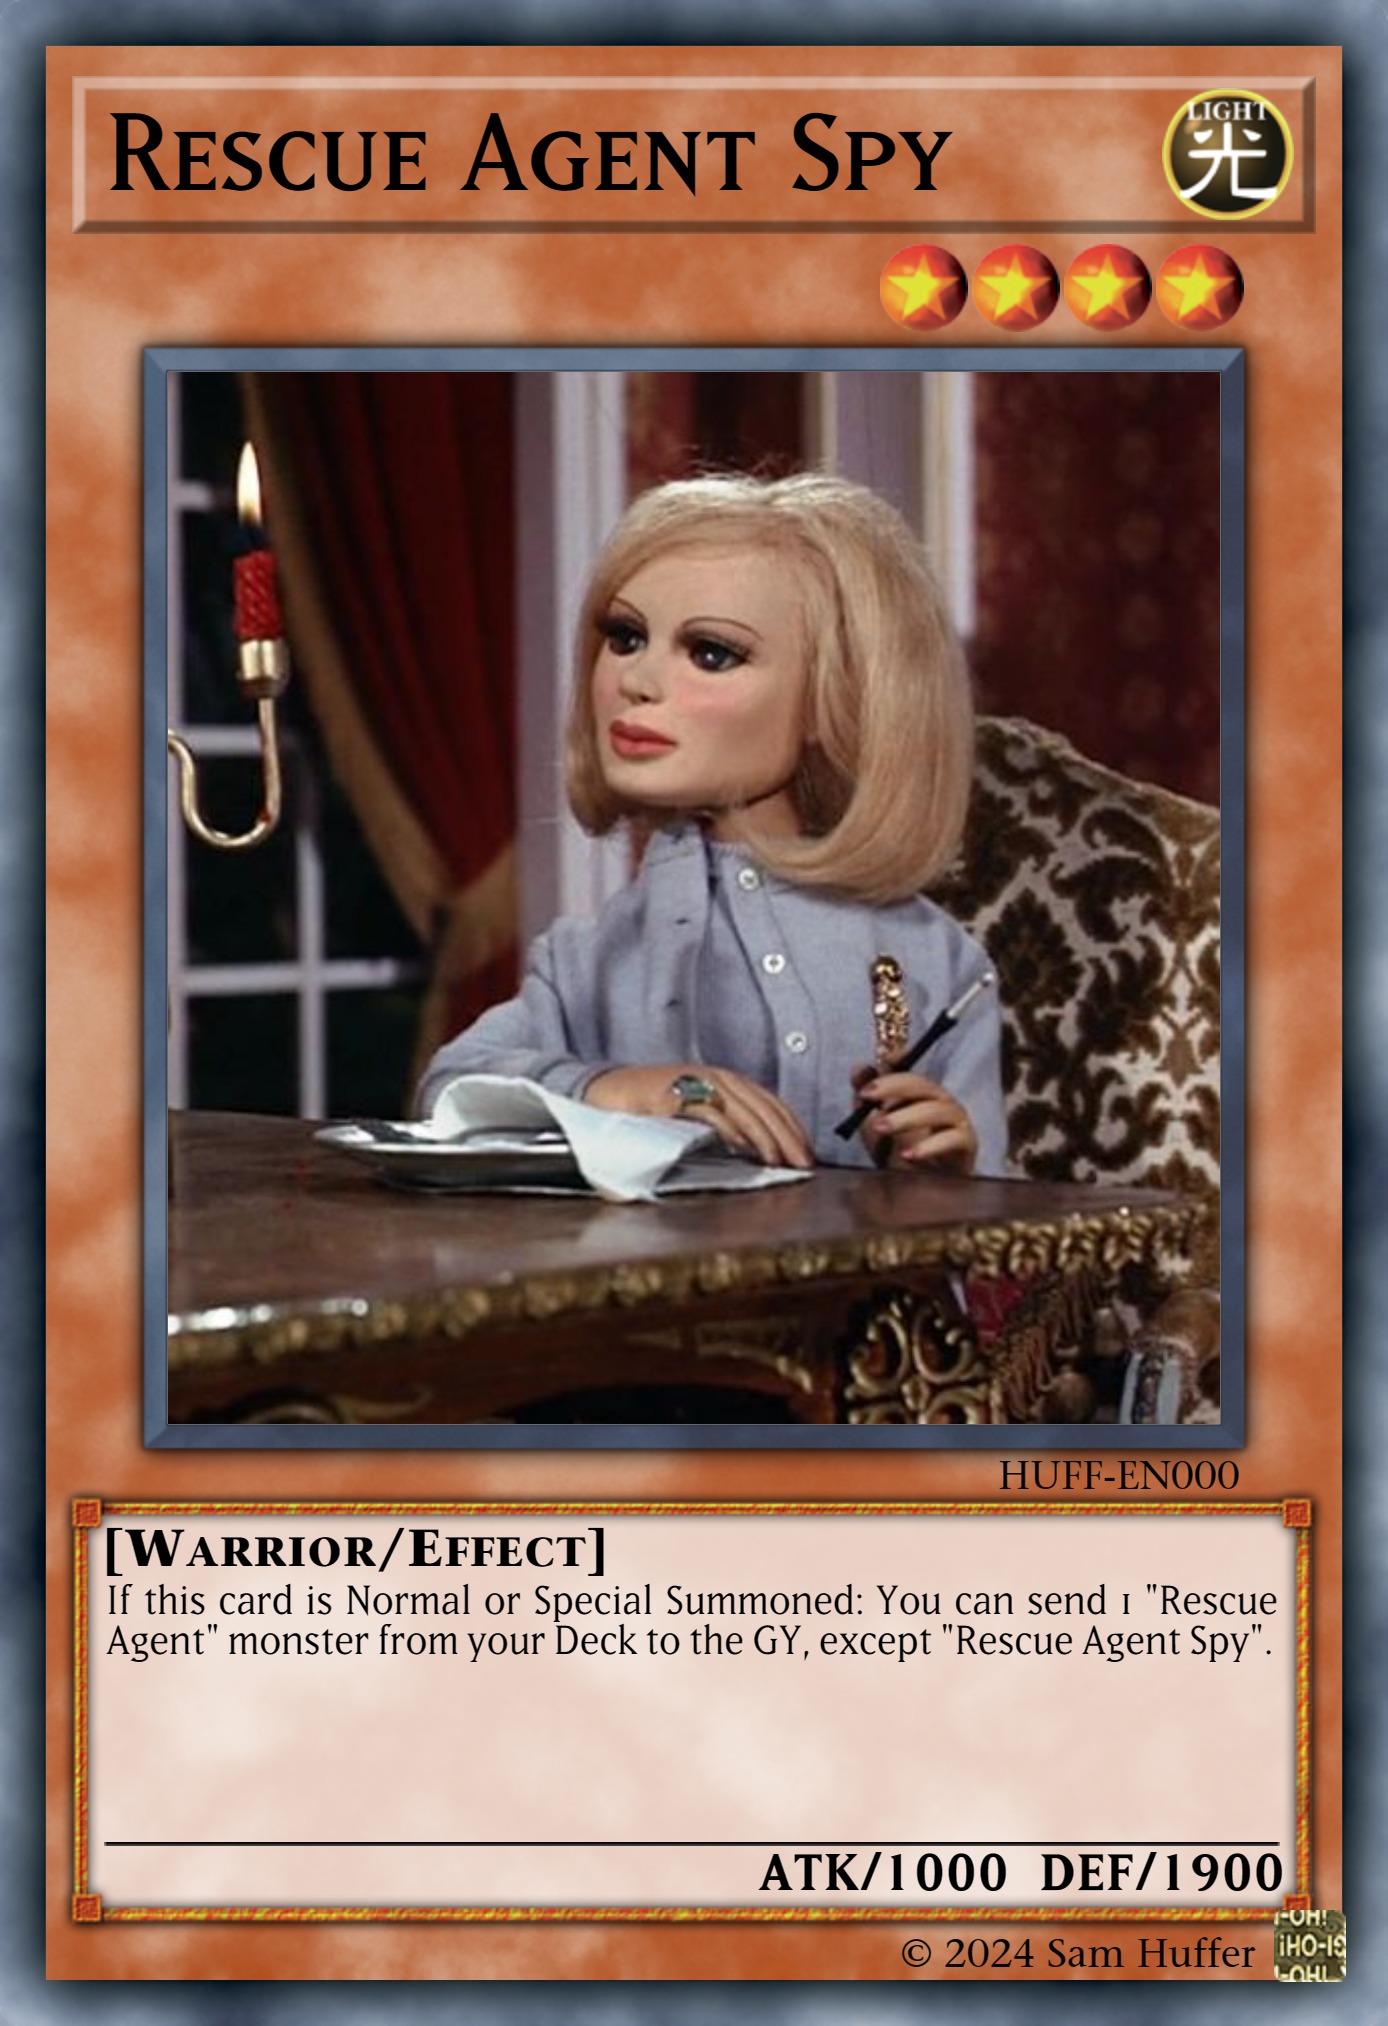 RESCUE AGENT SPY
LIGHT
光
HUFF-EN000
[WARRIOR/EFFECT]
If this card is Normal or Special Summoned: You can send 1 "Rescue
Agent" monster from your Deck to the GY, except "Rescue Agent Spy".
ATK/1000 DEF/1900
© 2024 Sam Huffer